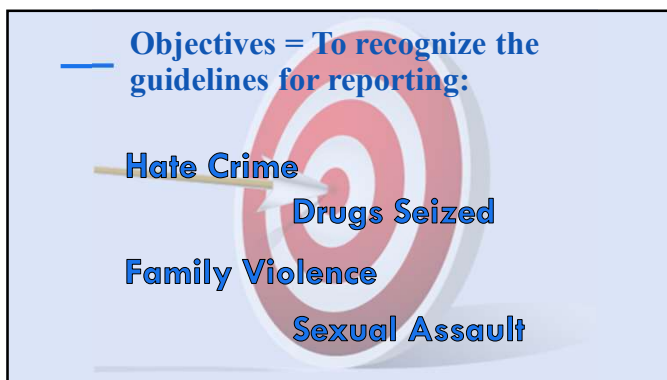 Objectives = To recognize the
guidelines for reporting:
Hate Crime
Drugs Seized
Family Violence
Sexual Assault